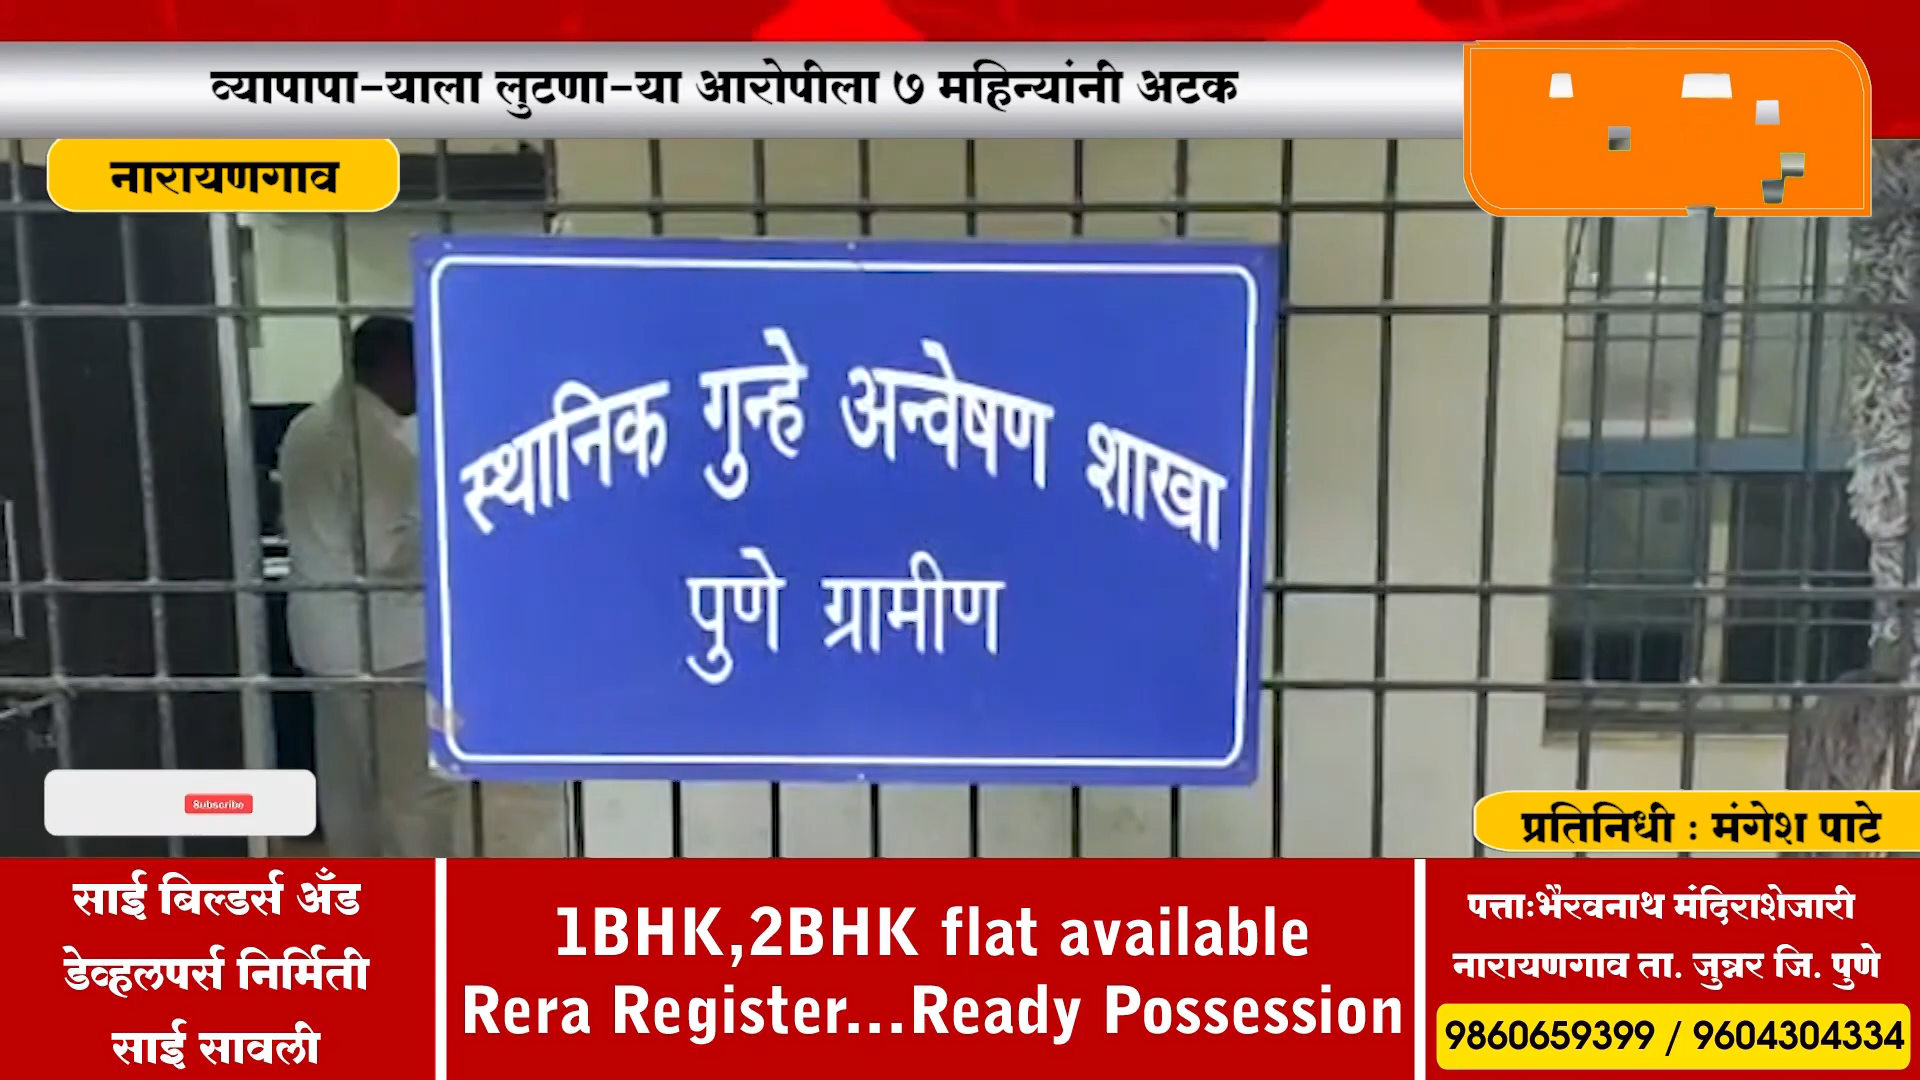 व्यापापा-याला लुटणा-या आरोपीला ७ महिन्यांनी अटक
नारायणगाव
स्थानिक गुन्हे अन्वेषण शाखा
पुणे ग्रामीण
Subscribe
प्रतिनिधी : मंगेश पाटे
साई बिल्डर्स अँड
डेव्हलपर्स निर्मिती
साई सावली
1BHK,2BHK flat available
Rera Register...Ready Possession
पत्ताःभैरवनाथ मंदिराशेजारी
नारायणगाव ता. जुन्नर जि. पुणे
9860659399 / 9604304334